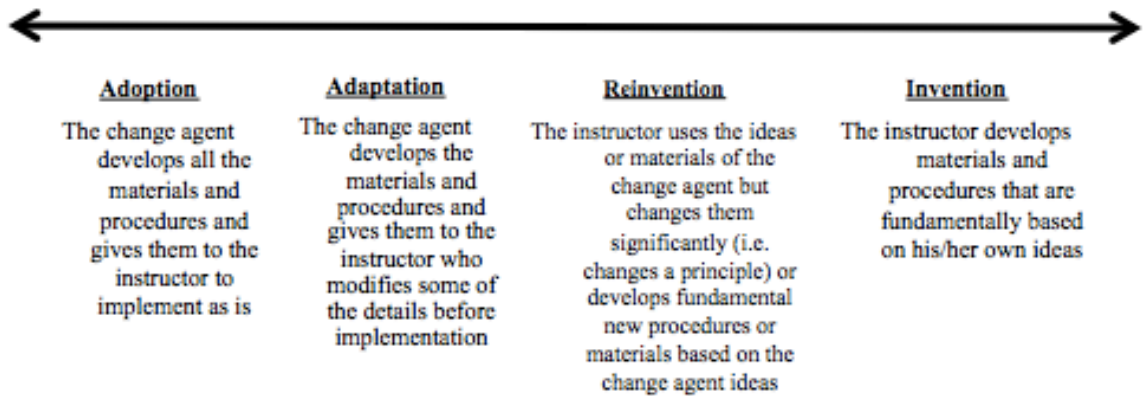 Adoption
The change agent
develops all the
materials and
procedures and
gives them to the
instructor to
implement as is
Adaptation
The change agent
develops the
materials and
procedures and
gives them to the
instructor who
modifies some of
the details before
implementation
Reinvention
The instructor uses the ideas
or materials of the
change agent but
changes them
significantly (i.e.
changes a principle) or
develops fundamental
new procedures or
materials based on the
change agent ideas
Invention
The instructor develops
materials and
procedures that are
fundamentally based
on his/her own ideas